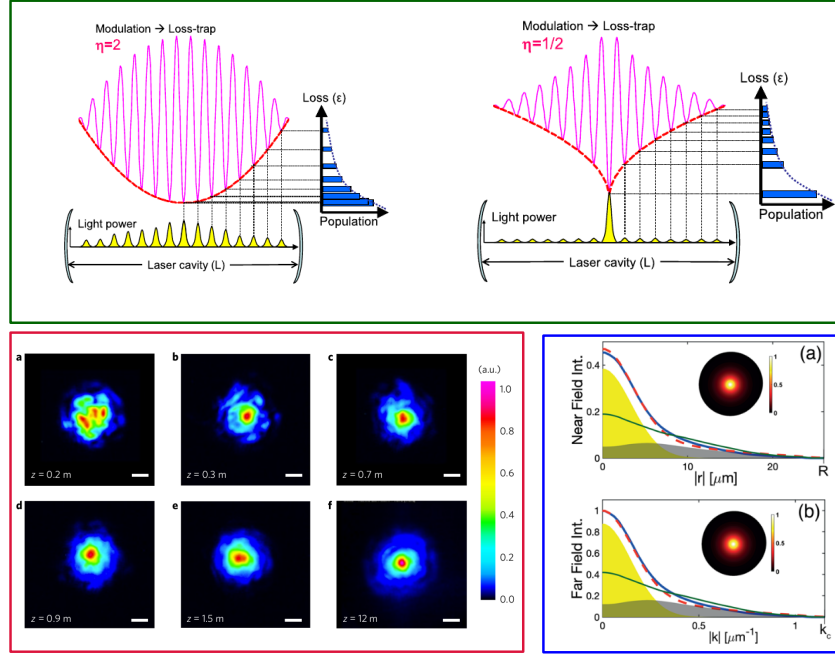 Modulation → Loss-trap
η=2
Loss (ε)
Population
Light power
Laser cavity (L)
Modulation → Loss-trap
η=1/2
Loss (ε)
Population
Light power
Laser cavity (L)
a
z = 0.2 m
b
z = 0.3 m
c
z = 0.7 m
d
z = 0.9 m
e
z = 1.5 m
f
z = 12 m
(a.u.)
1.0
0.8
0.6
0.4
0.2
0.0
(a)
Near Field Int.
0.4
0.2
0
0
10
20
R
|r| [μm]
1
0.5
0
(b)
Far Field Int.
1
0.8
0.6
0.4
0.2
0
0
0.5
1
k_c
|k| [μm⁻¹]
1
0.5
0